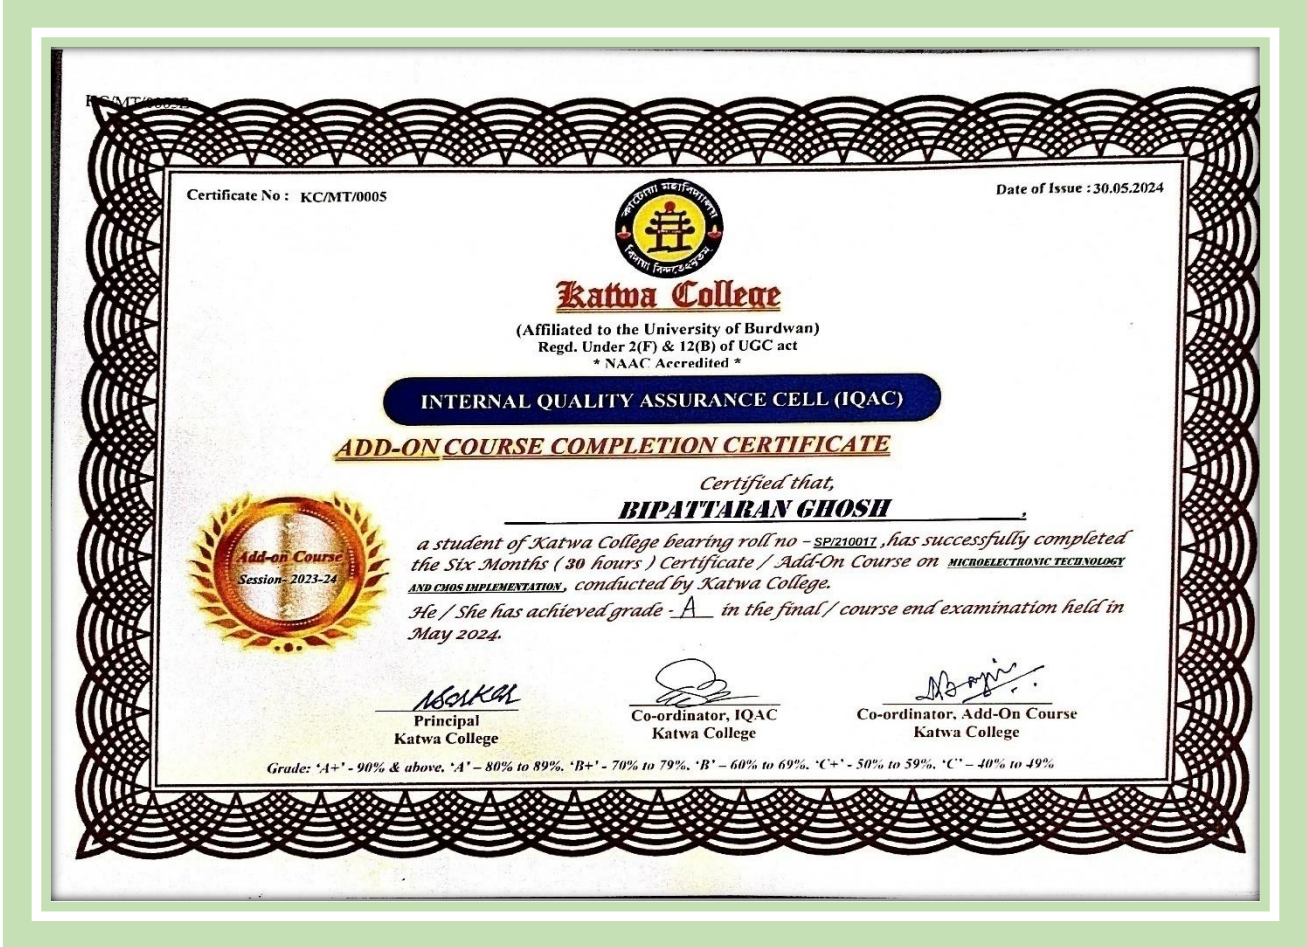 Certificate No : KC/MT/0005
Date of Issue : 30.05.2024
কাটোয়া মহাবিদ্যালয়
Katwa College
(Affiliated to the University of Burdwan)
Regd. Under 2(F) & 12(B) of UGC act
* NAAC Accredited *
INTERNAL QUALITY ASSURANCE CELL (IQAC)
ADD-ON COURSE COMPLETION CERTIFICATE
Certified that,
BIPATTARAN GHOSH ,
Add-on Course
Session- 2023-24
a student of Katwa College bearing roll no – SP/210017 ,has successfully completed
the Six Months ( 30 hours ) Certificate / Add-On Course on MICROELECTRONIC TECHNOLOGY
AND CMOS IMPLEMENTATION , conducted by Katwa College.
He / She has achieved grade - A in the final / course end examination held in
May 2024.
Principal
Katwa College
Co-ordinator, IQAC
Katwa College
Co-ordinator, Add-On Course
Katwa College
Grade: ‘A+’ - 90% & above, ‘A’ – 80% to 89%, ‘B+’ - 70% to 79%, ‘B’ – 60% to 69%, ‘C+’ - 50% to 59%, ‘C’ – 40% to 49%